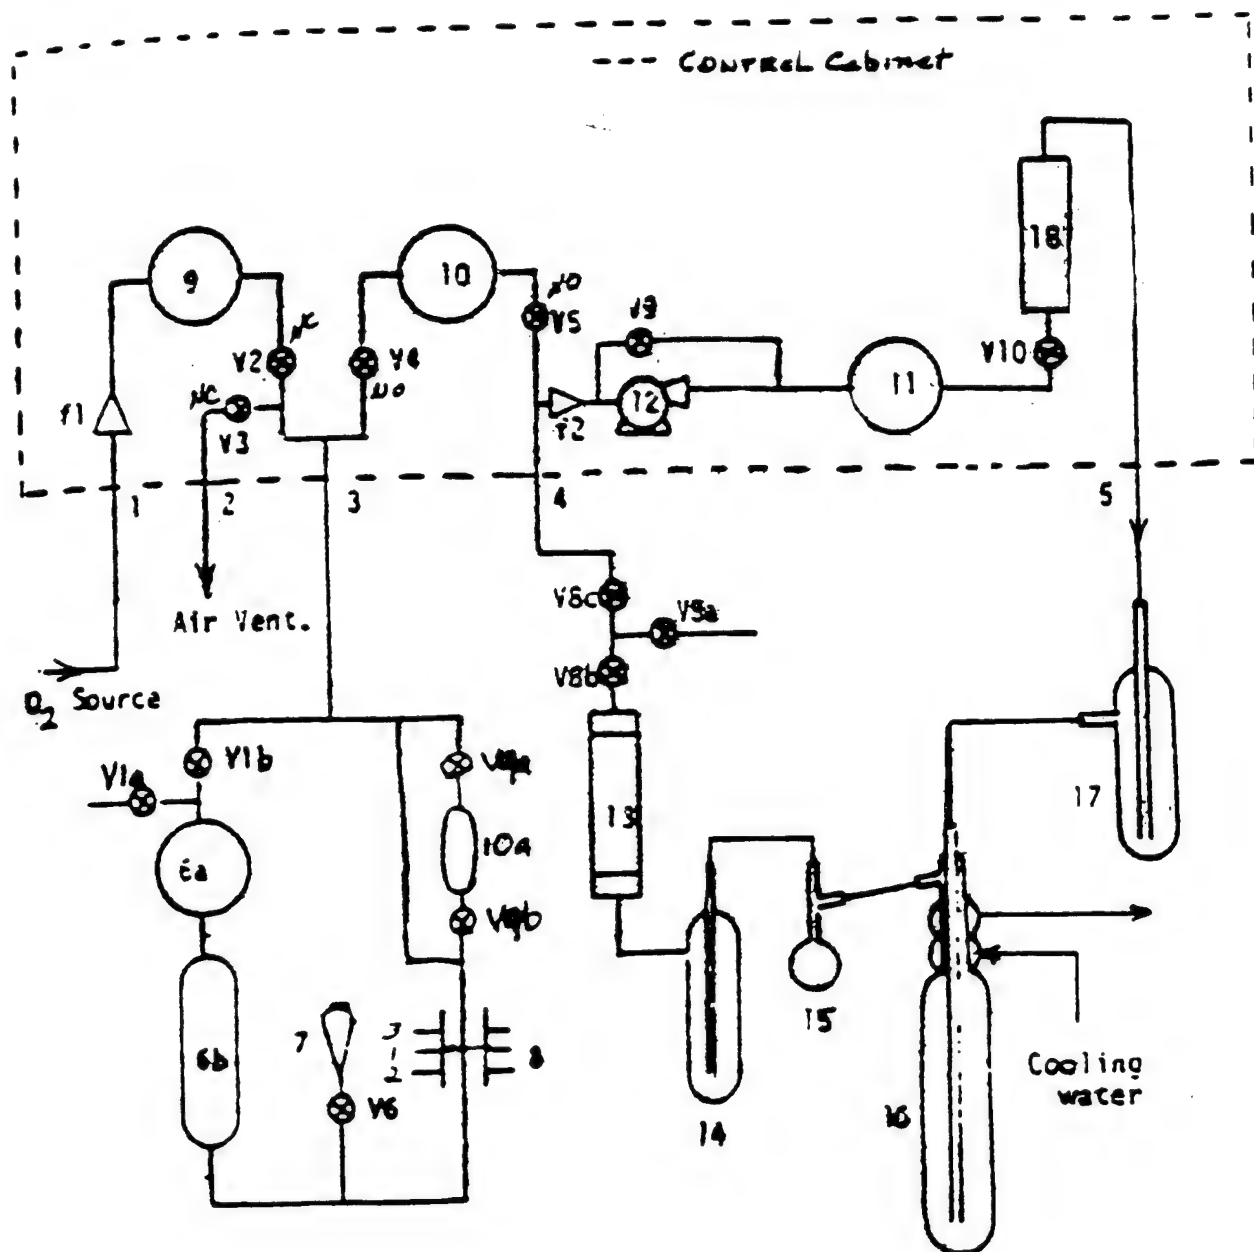 --- CONTROL Cabinet
18
9
10
NO
V5
V9
NC
V2
V4
NO
V10
11
12
f1
NC
V3
f2
1
2
3
4
5
Air Vent.
V8c
V8b
O2 Source
V1b
V1a
13
17
10a
6a
15
3
1
2
8
7
6b
V6
Cooling
water
14
16